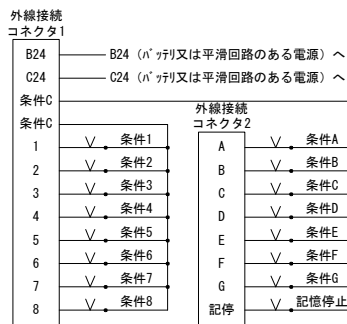 外線接続
コネクタ1
B24
B24（ﾊﾞｯﾃﾘ又は平滑回路のある電源）へ
C24
C24（ﾊﾞｯﾃﾘ又は平滑回路のある電源）へ
条件C
条件C
1
条件1
2
条件2
3
条件3
4
条件4
5
条件5
6
条件6
7
条件7
8
条件8
外線接続
コネクタ2
A
条件A
B
条件B
C
条件C
D
条件D
E
条件E
F
条件F
G
条件G
記停
記憶停止